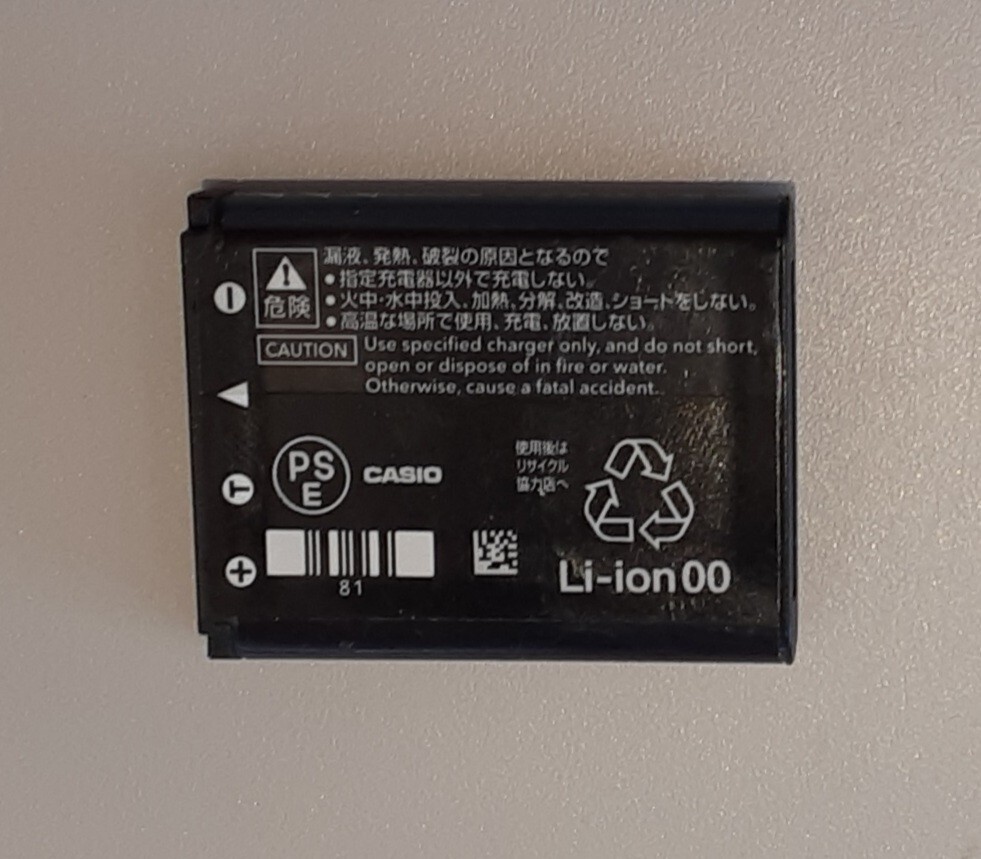 漏液、発熱、破裂の原因となるので
●指定充電器以外で充電しない。
●火中・水中投入、加熱、分解、改造、ショートをしない。
●高温な場所で使用、充電、放置しない。
危険
CAUTION
Use specified charger only, and do not short,
open or dispose of in fire or water.
Otherwise, cause a fatal accident.
T
PS
E
CASIO
使用後は
リサイクル
協力店へ
81
Li-ion00